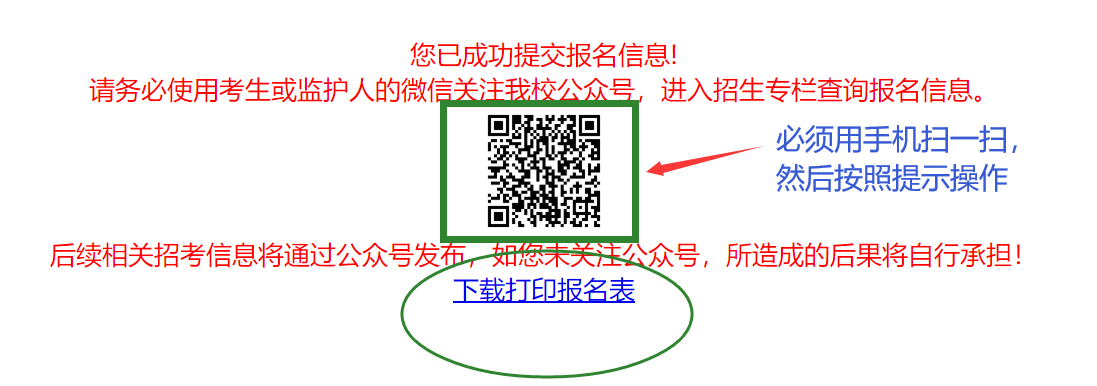 您已成功提交报名信息!
请务必使用考生或监护人的微信关注我校公众号，进入招生专栏查询报名信息。
必须用手机扫一扫，
然后按照提示操作
后续相关招考信息将通过公众号发布，如您未关注公众号，所造成的后果将自行承担！
下载打印报名表